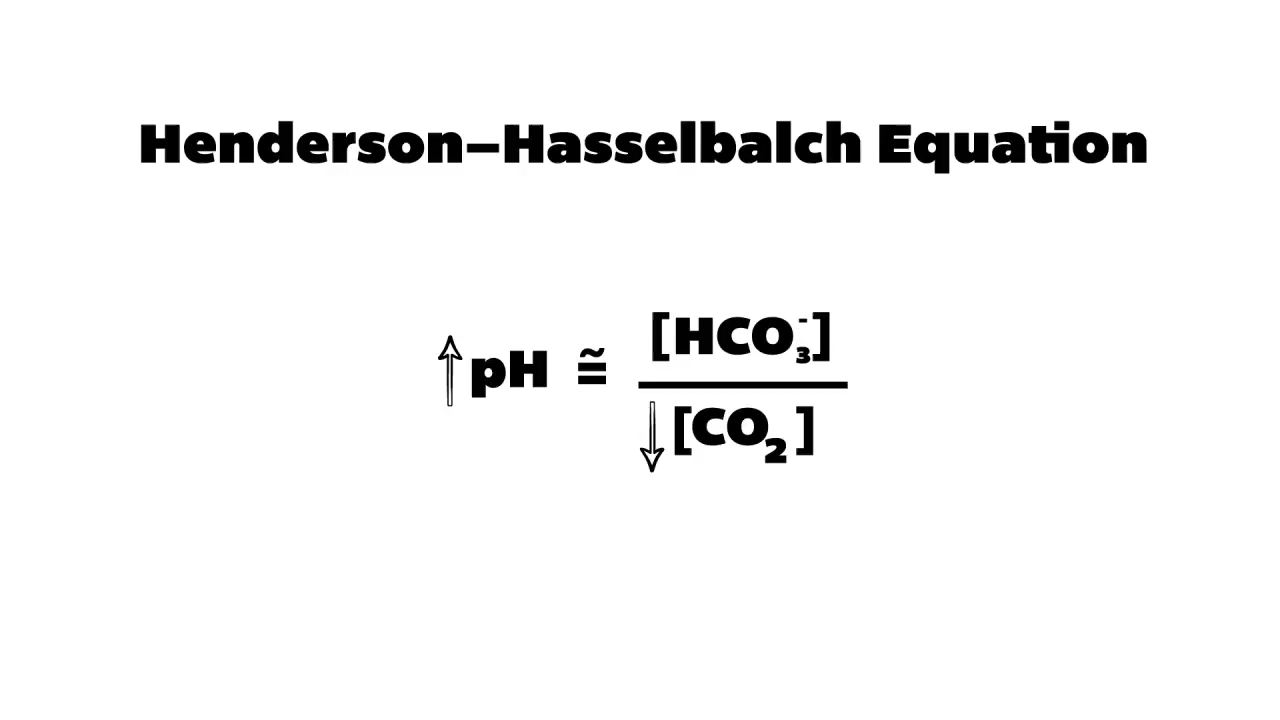 Henderson–Hasselbalch Equation
↑pH ≅ [HCO₃⁻]
↓[CO₂]